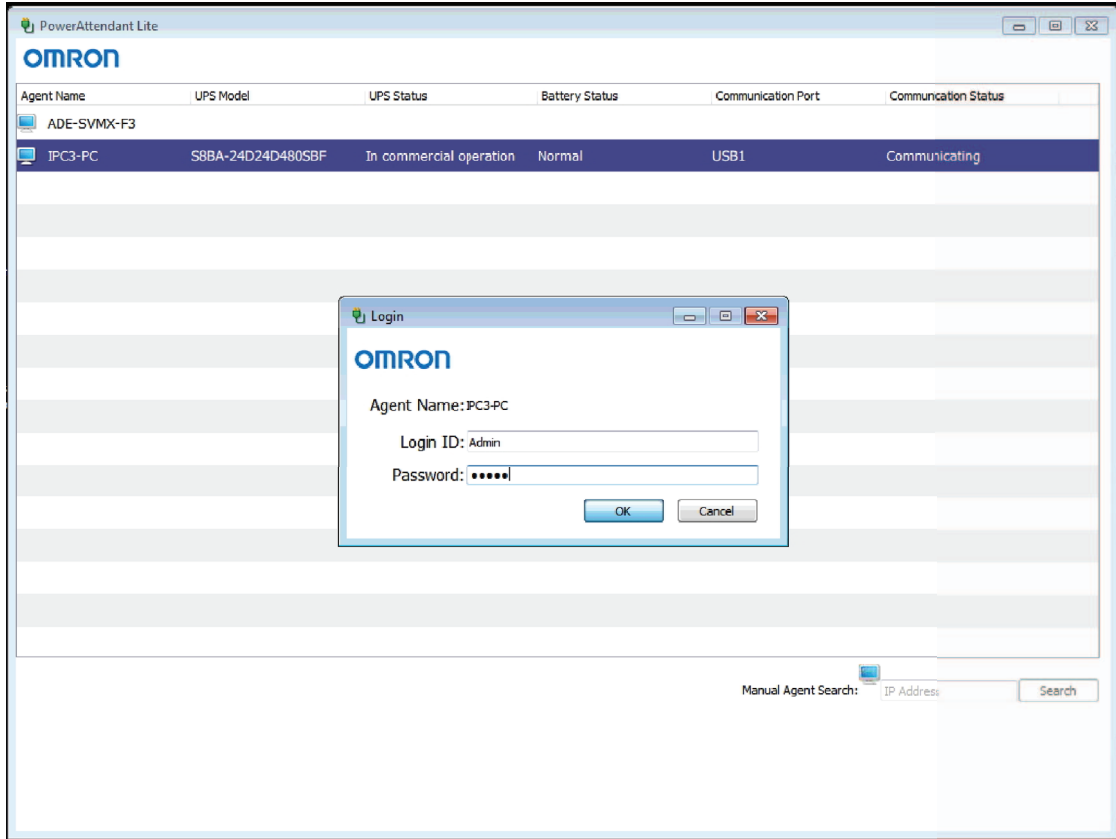 PowerAttendant Lite
OMRON
Agent Name UPS Model UPS Status Battery Status Communication Port Communcation Status
ADE-SVMX-F3
IPC3-PC S8BA-24D24D480SBF In commercial operation Normal USB1 Communicating
Login
OMRON
Agent Name: IPC3-PC
Login ID: Admin
Password: •••••
OK Cancel
Manual Agent Search: IP Address Search